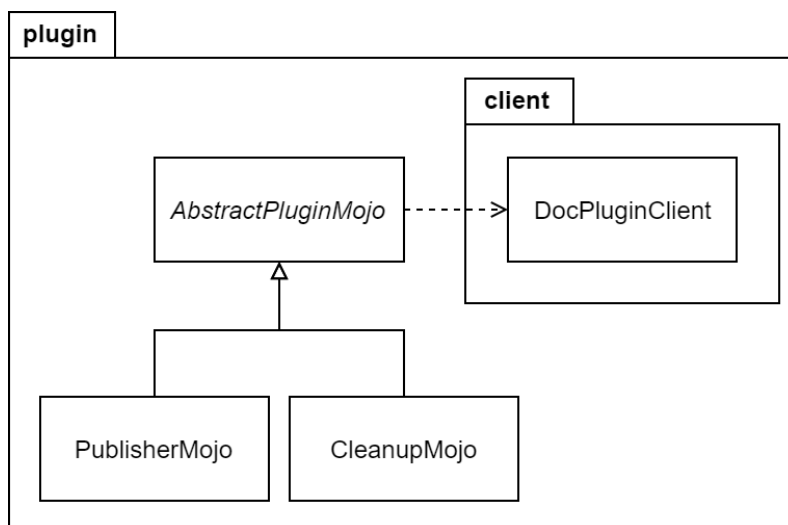 plugin
client
AbstractPluginMojo
DocPluginClient
PublisherMojo
CleanupMojo